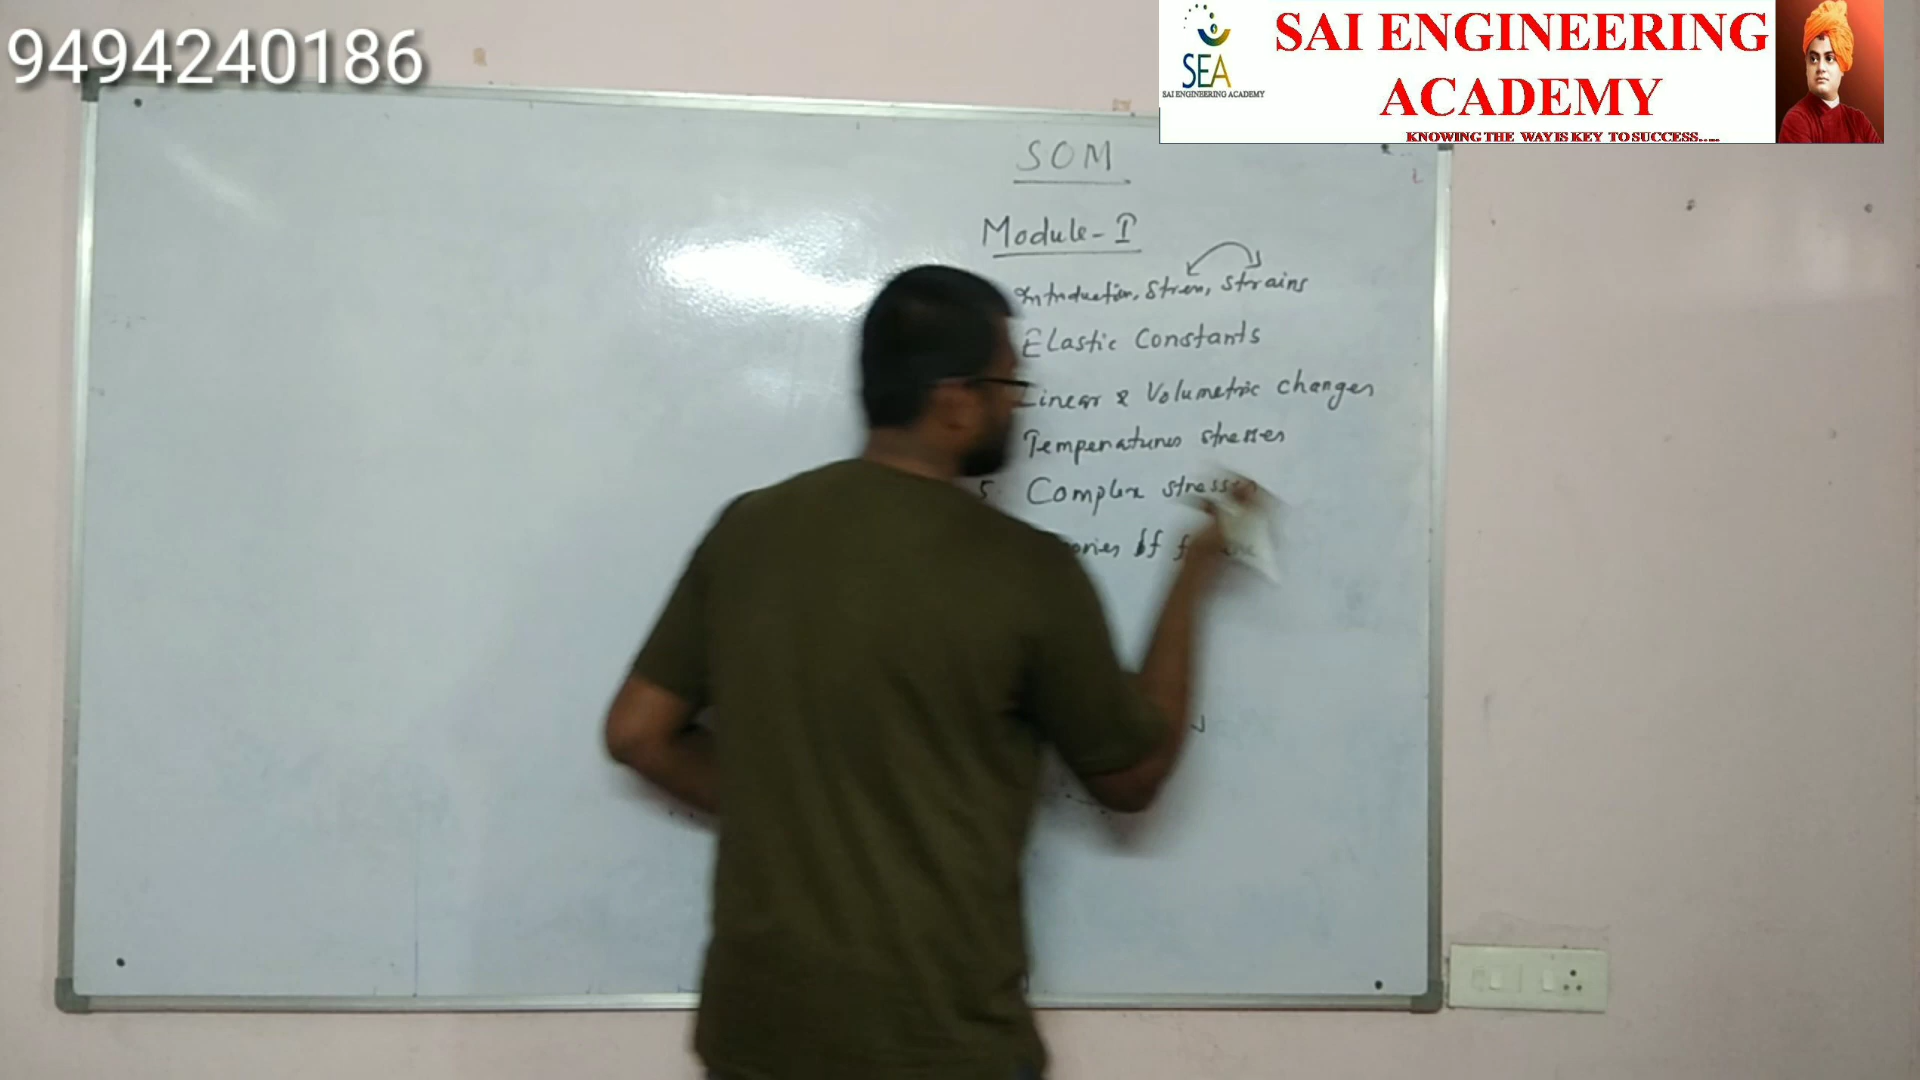 9494240186
SEA
SAI ENGINEERING ACADEMY
SAI ENGINEERING
ACADEMY
KNOWING THE WAY IS KEY TO SUCCESS.....
SOM
Module-I
Introduction, Stress, Strains
Elastic Constants
Linear & Volumetric changes
Temperatures stresses
5. Complex stresses
of